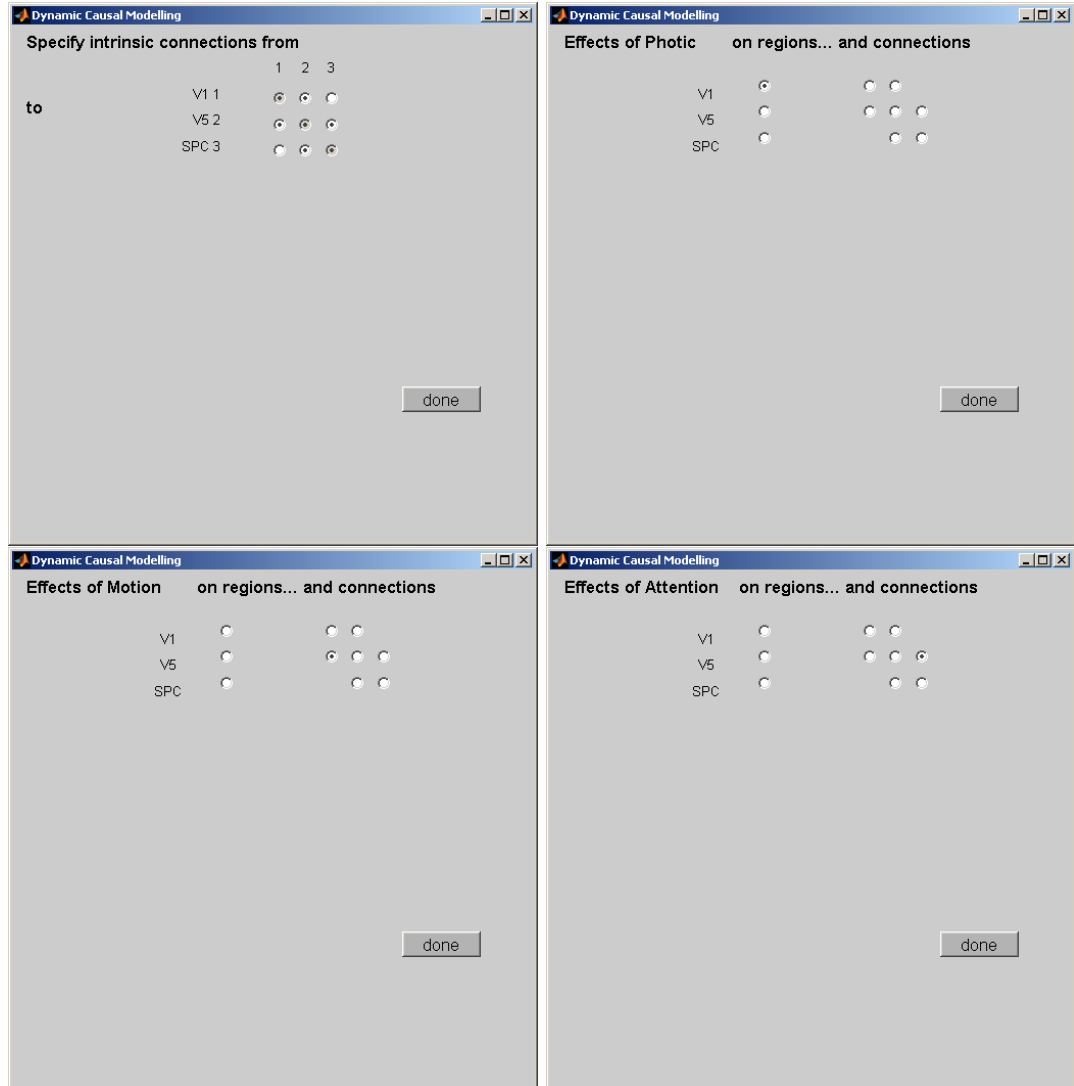 Dynamic Causal Modelling
Specify intrinsic connections from
1 2 3
V1 1
to
V5 2
SPC 3
done
Dynamic Causal Modelling
Effects of Photic on regions... and connections
V1
V5
SPC
done
Dynamic Causal Modelling
Effects of Motion on regions... and connections
V1
V5
SPC
done
Dynamic Causal Modelling
Effects of Attention on regions... and connections
V1
V5
SPC
done